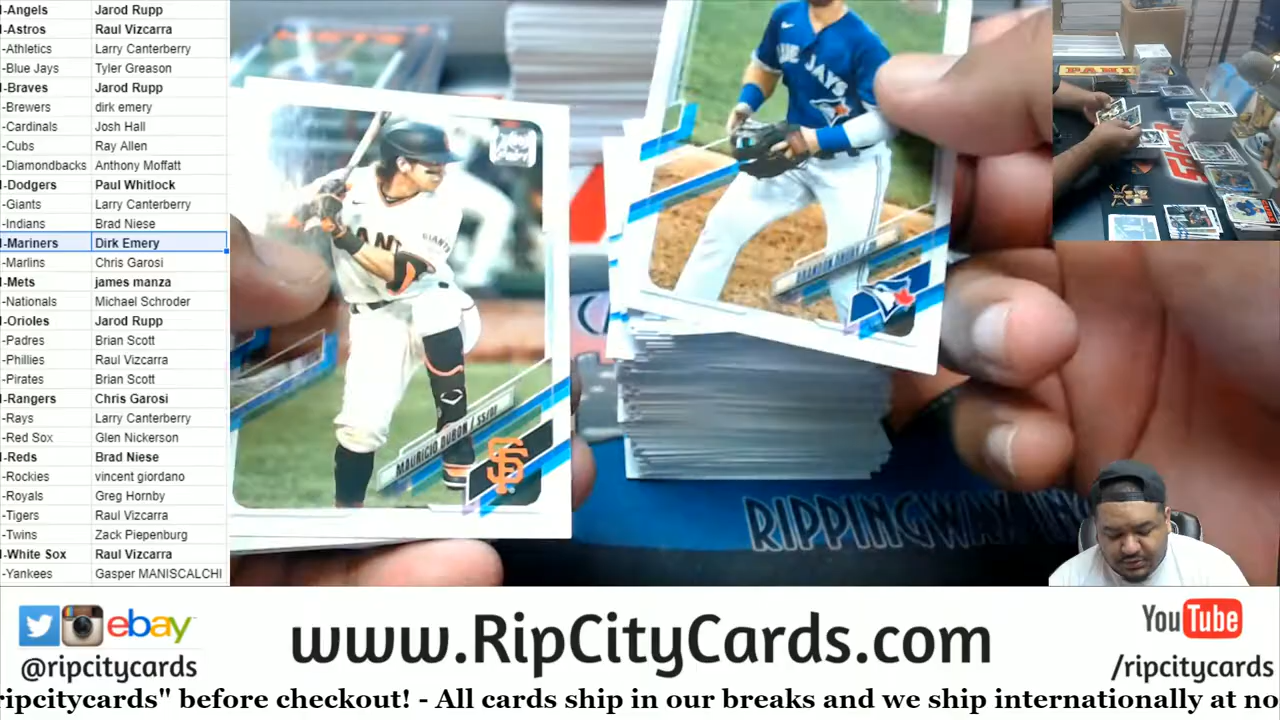 -Angels Jarod Rupp
-Astros Raul Vizcarra
-Athletics Larry Canterberry
-Blue Jays Tyler Greason
-Braves Jarod Rupp
-Brewers dirk emery
-Cardinals Josh Hall
-Cubs Ray Allen
-Diamondbacks Anthony Moffatt
-Dodgers Paul Whitlock
-Giants Larry Canterberry
-Indians Brad Niese
-Mariners Dirk Emery
-Marlins Chris Garosi
-Mets james manza
-Nationals Michael Schroder
-Orioles Jarod Rupp
-Padres Brian Scott
-Phillies Raul Vizcarra
-Pirates Brian Scott
-Rangers Chris Garosi
-Rays Larry Canterberry
-Red Sox Glen Nickerson
-Reds Brad Niese
-Rockies vincent giordano
-Royals Greg Hornby
-Tigers Raul Vizcarra
-Twins Zack Piepenburg
-White Sox Raul Vizcarra
-Yankees Gasper MANISCALCHI
BLUE JAYS
BRANDON DRURY
GIANTS
MAURICIO DUBON / SS/OF
SF
RIPPINGWAX
ebay
@ripcitycards
www.RipCityCards.com
YouTube
/ripcitycards
ripcitycards" before checkout! - All cards ship in our breaks and we ship internationally at no